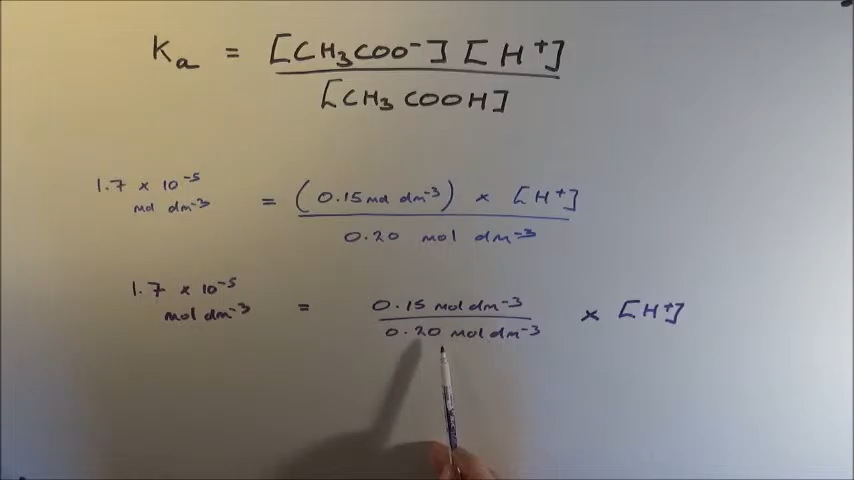 Ka = [CH₃COO⁻] [H⁺]
[CH₃COOH]
1.7 × 10⁻⁵
mol dm⁻³ = (0.15 mol dm⁻³) × [H⁺]
0.20 mol dm⁻³
1.7 × 10⁻⁵
mol dm⁻³ = 0.15 mol dm⁻³ × [H⁺]
0.20 mol dm⁻³